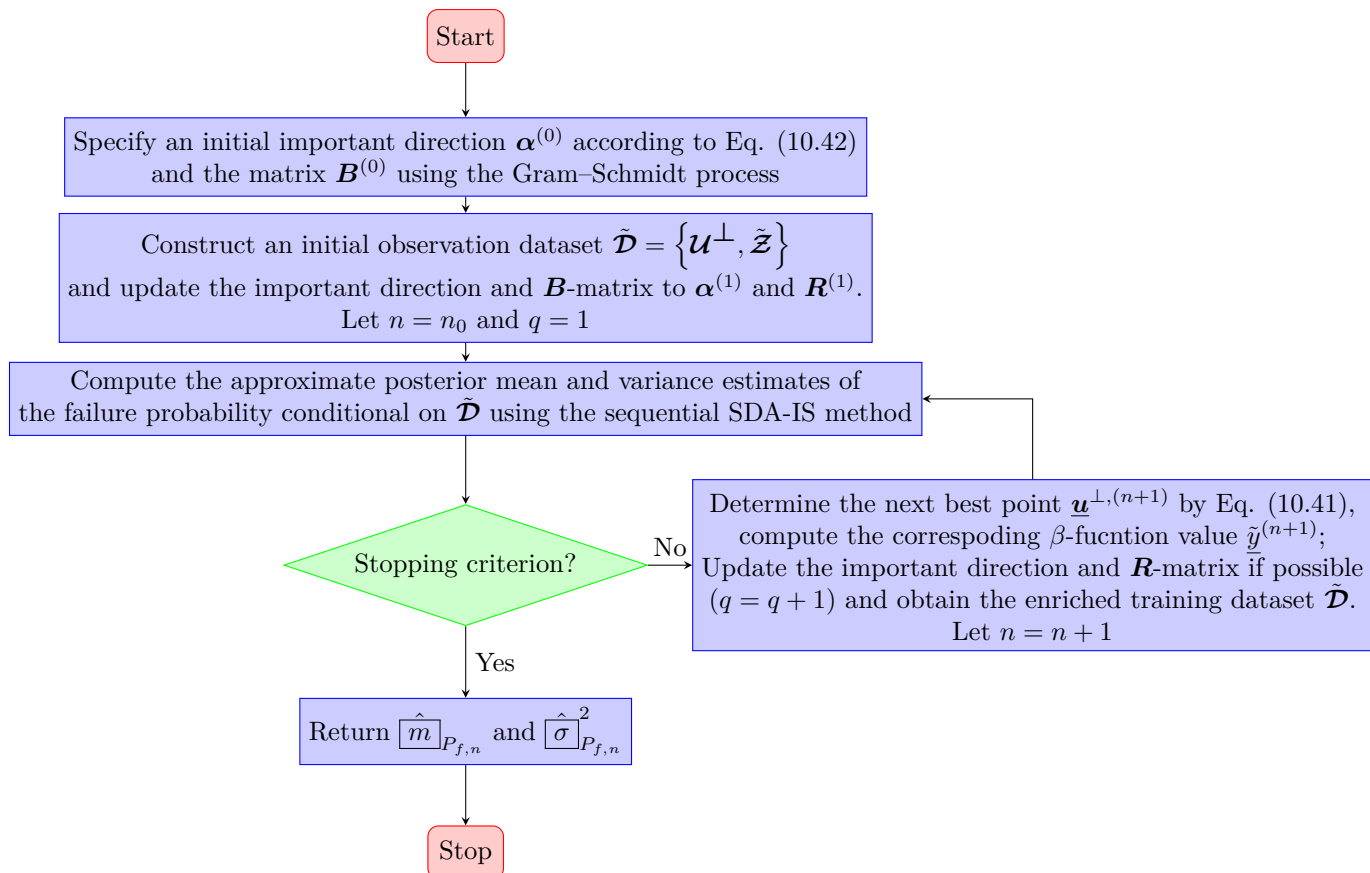 Start
Specify an initial important direction α^(0) according to Eq. (10.42)
and the matrix B^(0) using the Gram–Schmidt process
Construct an initial observation dataset 𝓓̃ = {𝓤^⊥, 𝓩̃}
and update the important direction and B-matrix to α^(1) and R^(1).
Let n = n_0 and q = 1
Compute the approximate posterior mean and variance estimates of
the failure probability conditional on 𝓓̃ using the sequential SDA-IS method
Stopping criterion?
No
Determine the next best point u̲^⊥,(n+1) by Eq. (10.41),
compute the correspoding β-fucntion value ỹ̲^(n+1);
Update the important direction and R-matrix if possible
(q = q + 1) and obtain the enriched training dataset 𝓓̃.
Let n = n + 1
Yes
Return m̂_{P_{f,n}} and σ̂^2_{P_{f,n}}
Stop